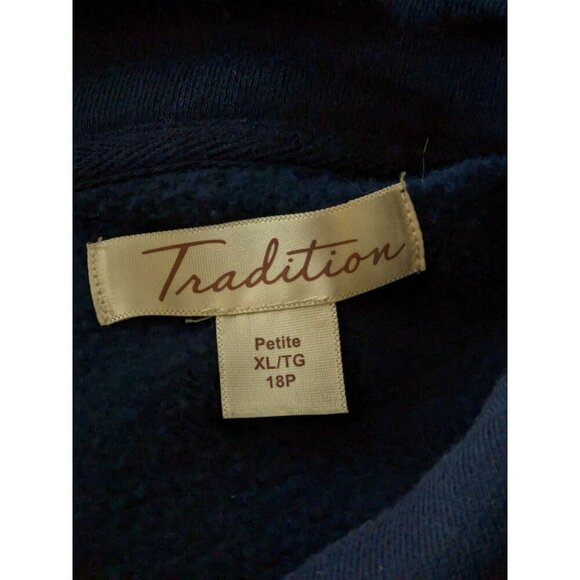 Tradition
Petite
XL/TG
18P